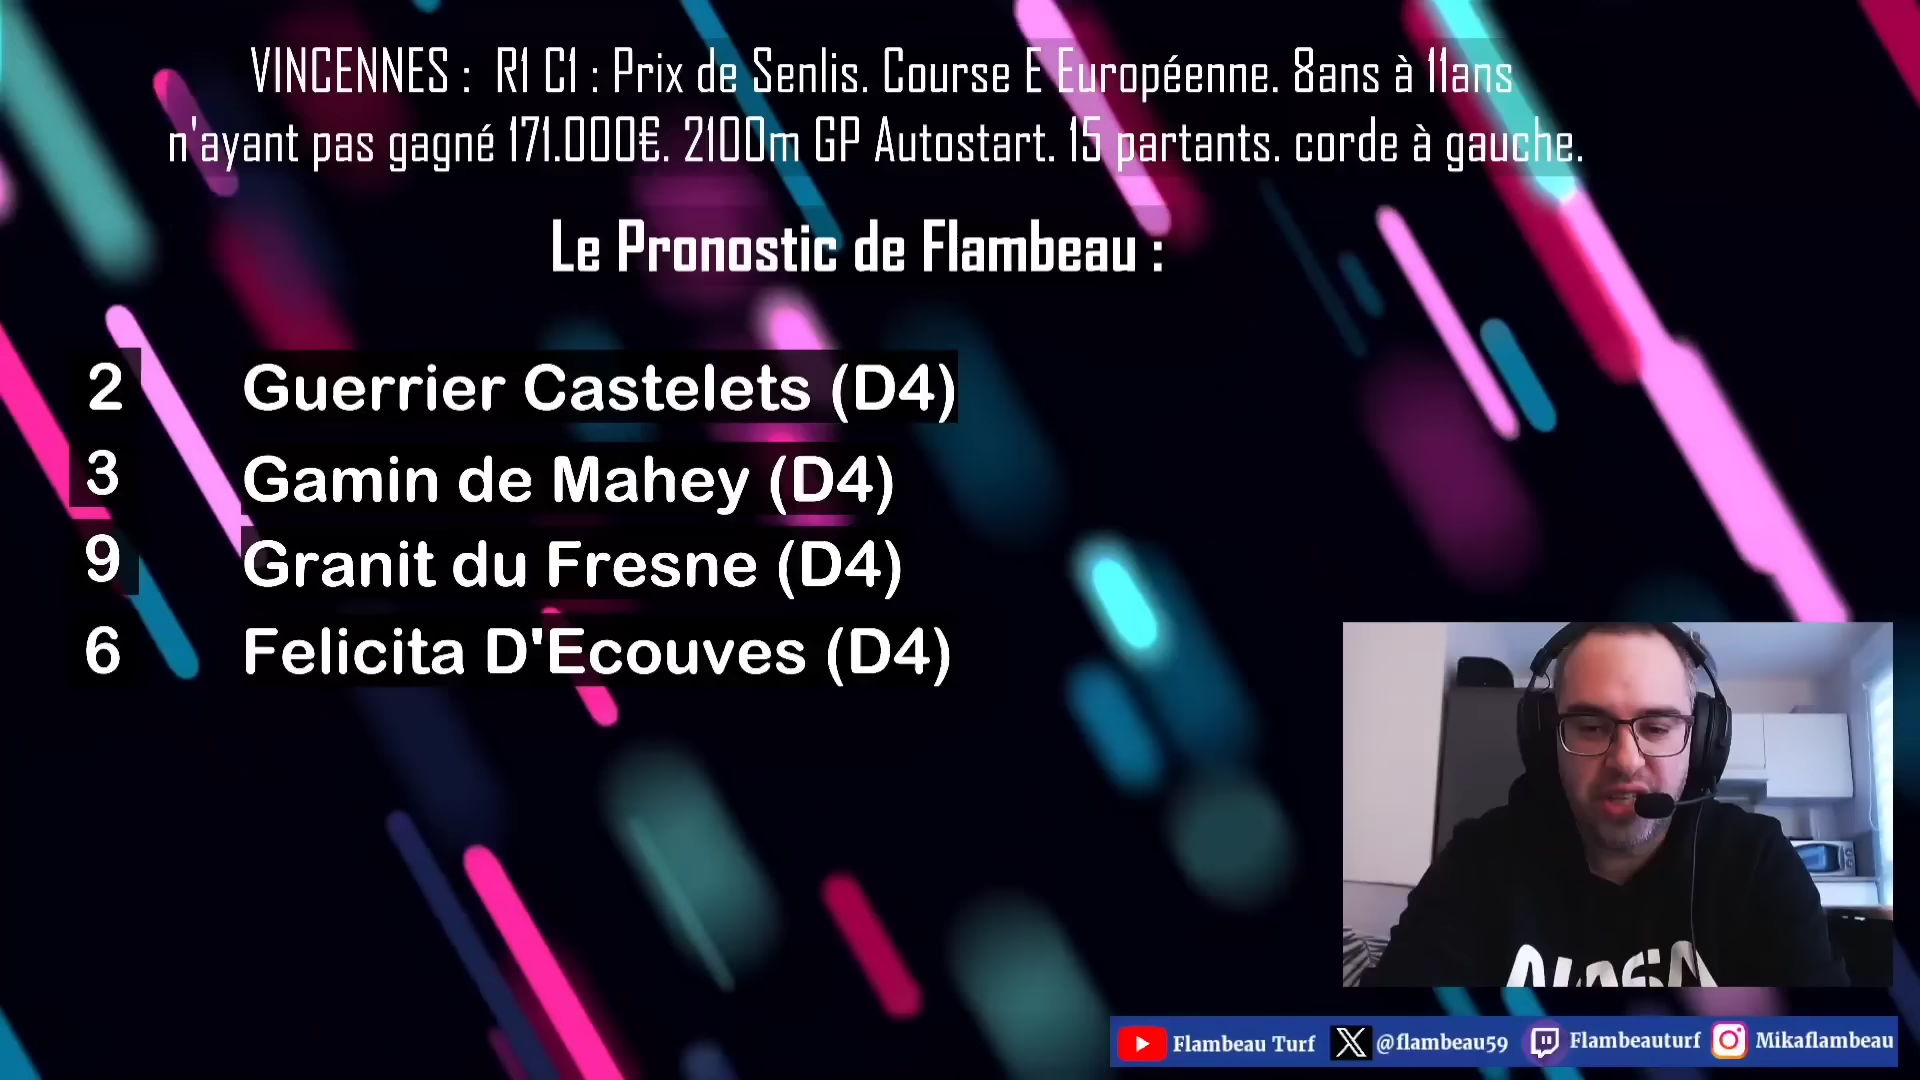 VINCENNES : R1 C1 : Prix de Senlis. Course E Européenne. 8ans à 11ans
n'ayant pas gagné 171.000€. 2100m GP Autostart. 15 partants. corde à gauche.
Le Pronostic de Flambeau :
2 Guerrier Castelets (D4)
3 Gamin de Mahey (D4)
9 Granit du Fresne (D4)
6 Felicita D'Ecouves (D4)
Flambeau Turf @flambeau59 Flambeauturf Mikaflambeau